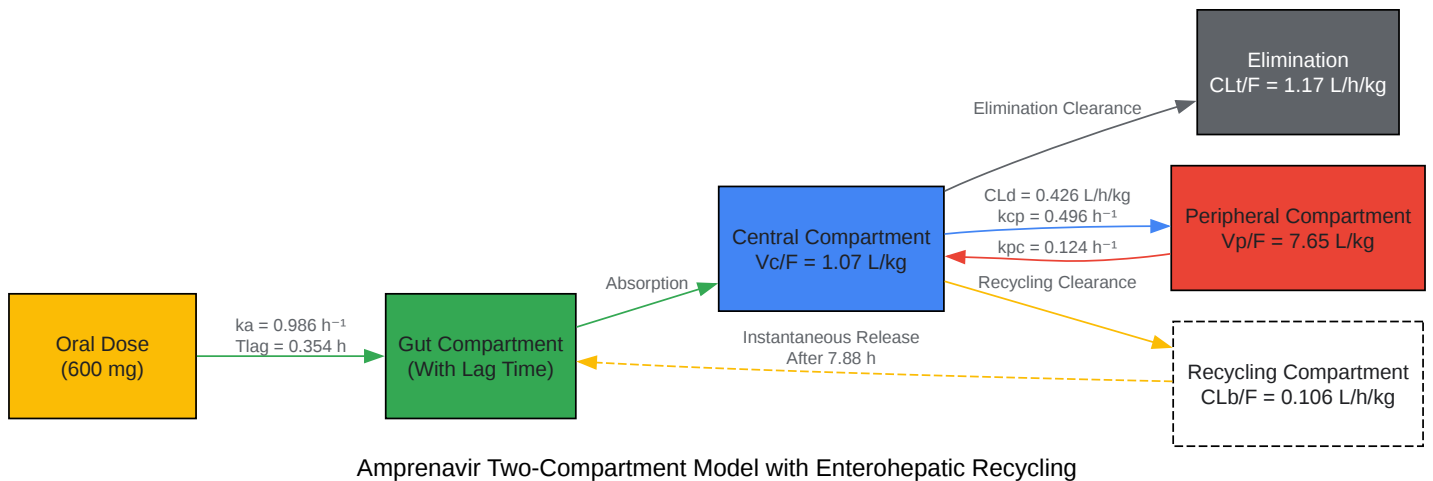 Oral Dose
(600 mg)
ka = 0.986 h⁻¹
Tlag = 0.354 h
Gut Compartment
(With Lag Time)
Absorption
Central Compartment
Vc/F = 1.07 L/kg
Elimination Clearance
Elimination
CLt/F = 1.17 L/h/kg
CLd = 0.426 L/h/kg
kcp = 0.496 h⁻¹
kpc = 0.124 h⁻¹
Peripheral Compartment
Vp/F = 7.65 L/kg
Recycling Clearance
Recycling Compartment
CLb/F = 0.106 L/h/kg
Instantaneous Release
After 7.88 h
Amprenavir Two-Compartment Model with Enterohepatic Recycling